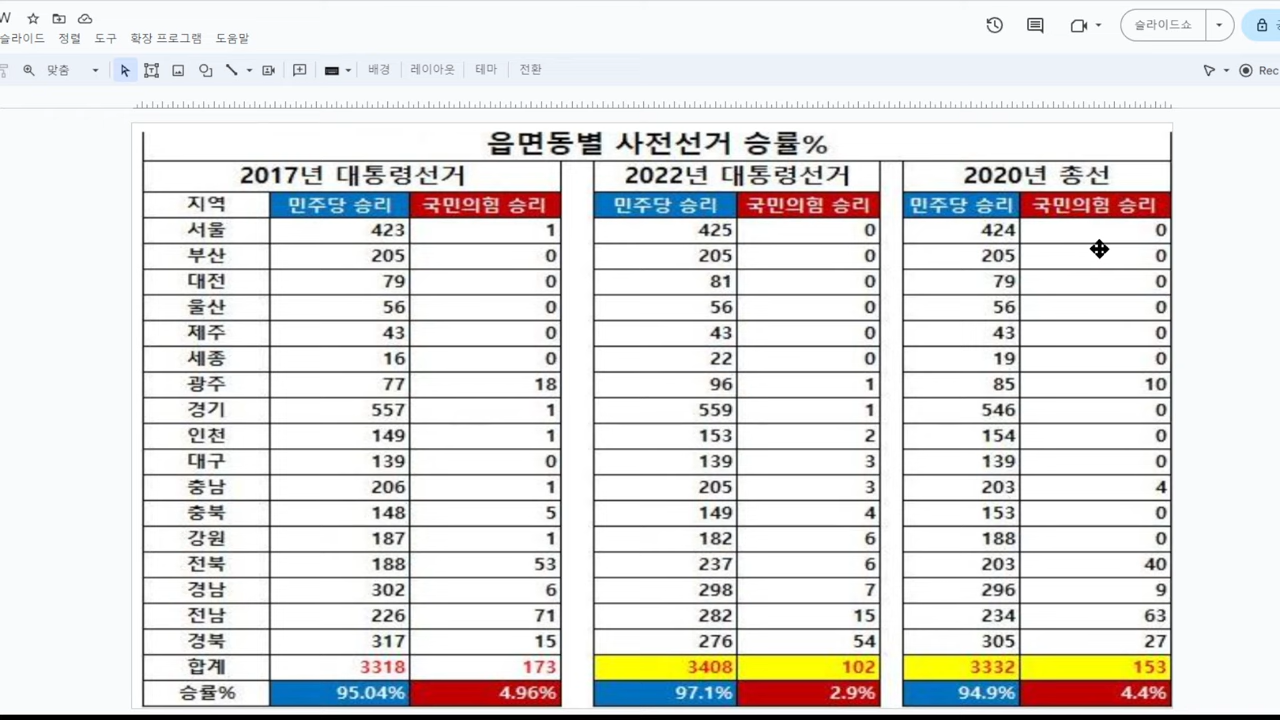 W
슬라이드 정렬 도구 확장 프로그램 도움말
슬라이드쇼
맞춤 배경 레이아웃 테마 전환 Rec
읍면동별 사전선거 승률%
2017년 대통령선거 2022년 대통령선거 2020년 총선
지역 민주당 승리 국민의힘 승리 민주당 승리 국민의힘 승리 민주당 승리 국민의힘 승리
서울 423 1 425 0 424 0
부산 205 0 205 0 205 0
대전 79 0 81 0 79 0
울산 56 0 56 0 56 0
제주 43 0 43 0 43 0
세종 16 0 22 0 19 0
광주 77 18 96 1 85 10
경기 557 1 559 1 546 0
인천 149 1 153 2 154 0
대구 139 0 139 3 139 0
충남 206 1 205 3 203 4
충북 148 5 149 4 153 0
강원 187 1 182 6 188 0
전북 188 53 237 6 203 40
경남 302 6 298 7 296 9
전남 226 71 282 15 234 63
경북 317 15 276 54 305 27
합계 3318 173 3408 102 3332 153
승률% 95.04% 4.96% 97.1% 2.9% 94.9% 4.4%